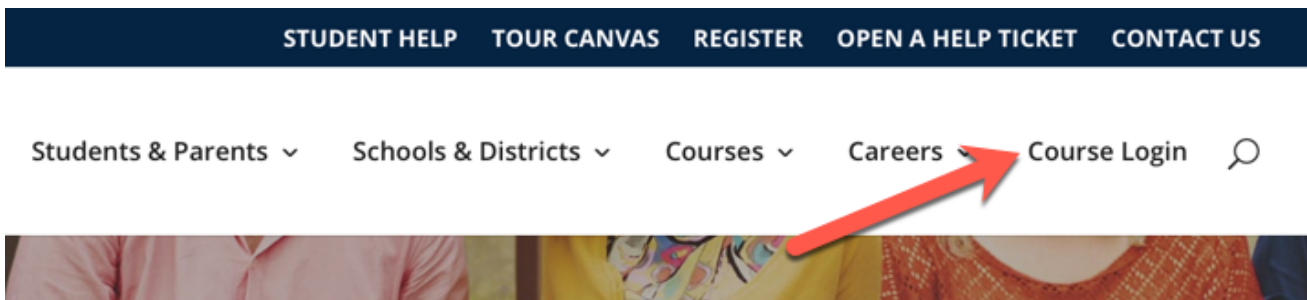 STUDENT HELP TOUR CANVAS REGISTER OPEN A HELP TICKET CONTACT US
Students & Parents Schools & Districts Courses Careers Course Login